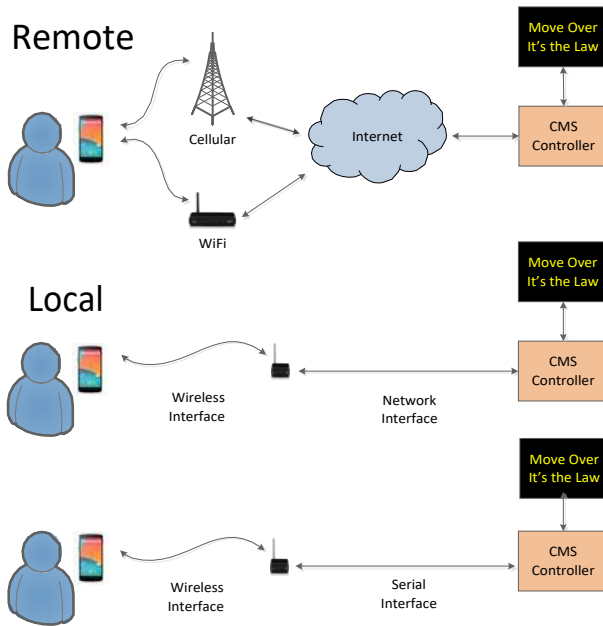 Remote
Move Over
It's the Law
Cellular
Internet
CMS
Controller
WiFi
Local
Move Over
It's the Law
CMS
Controller
Wireless
Interface
Network
Interface
Move Over
It's the Law
CMS
Controller
Wireless
Interface
Serial
Interface